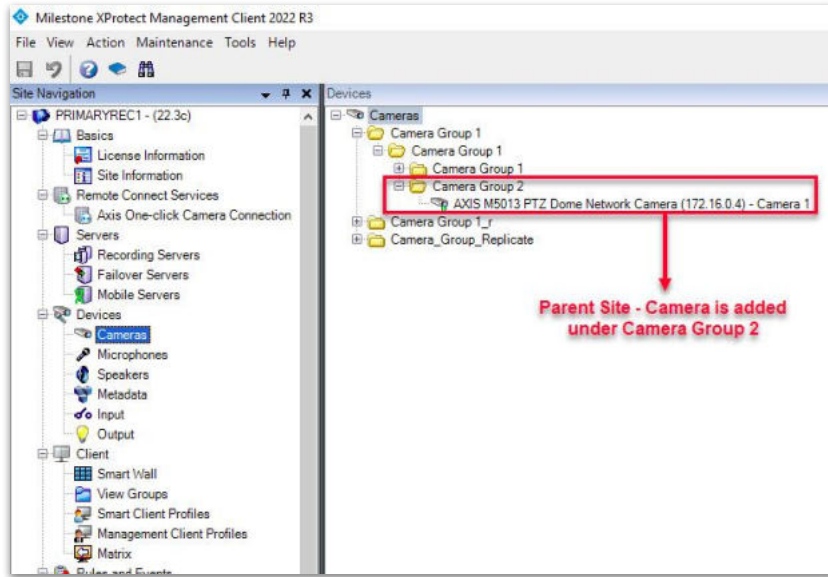 Milestone XProtect Management Client 2022 R3
File View Action Maintenance Tools Help
Site Navigation
PRIMARYREC1 - (22.3c)
Basics
License Information
Site Information
Remote Connect Services
Axis One-click Camera Connection
Servers
Recording Servers
Failover Servers
Mobile Servers
Devices
Cameras
Microphones
Speakers
Metadata
Input
Output
Client
Smart Wall
View Groups
Smart Client Profiles
Management Client Profiles
Matrix
Rules and Events
Devices
Cameras
Camera Group 1
Camera Group 1
Camera Group 1
Camera Group 2
AXIS M5013 PTZ Dome Network Camera (172.16.0.4) - Camera 1
Camera Group 1_r
Camera_Group_Replicate
Parent Site - Camera is added
under Camera Group 2